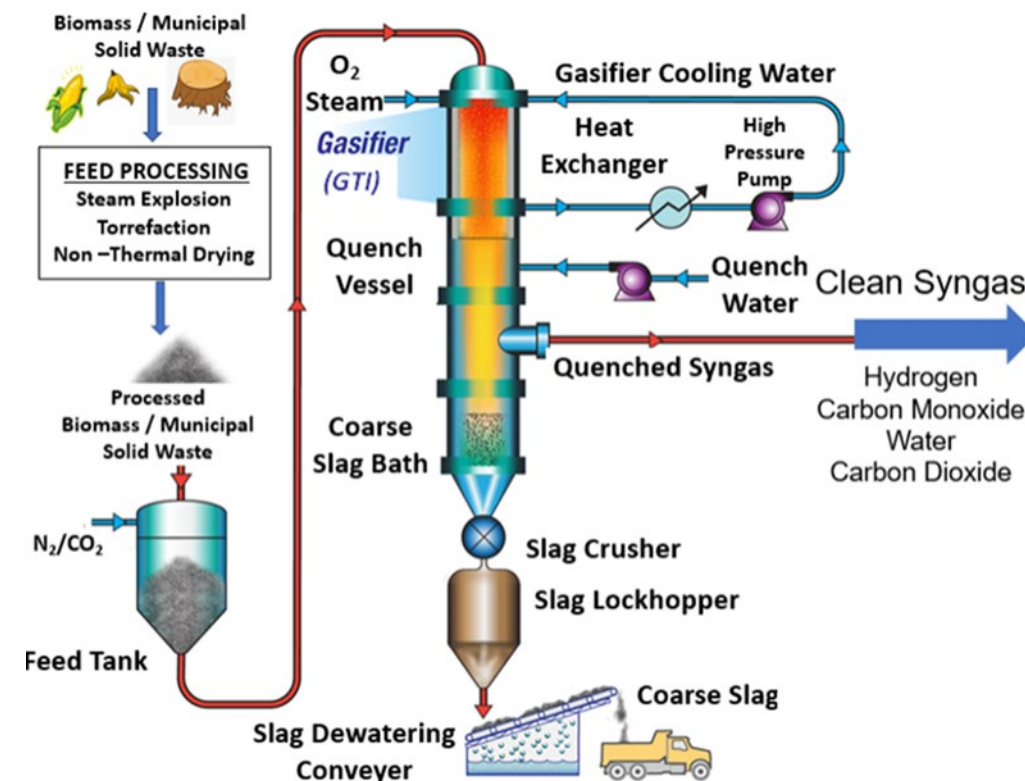 Biomass / Municipal
Solid Waste
FEED PROCESSING
Steam Explosion
Torrefaction
Non –Thermal Drying
Processed
Biomass / Municipal
Solid Waste
N₂/CO₂
Feed Tank
O₂
Steam
Gasifier
(GTI)
Gasifier Cooling Water
Heat
Exchanger
High
Pressure
Pump
Quench
Vessel
Quench
Water
Clean Syngas
Quenched Syngas
Hydrogen
Carbon Monoxide
Water
Carbon Dioxide
Coarse
Slag Bath
Slag Crusher
Slag Lockhopper
Coarse Slag
Slag Dewatering
Conveyer